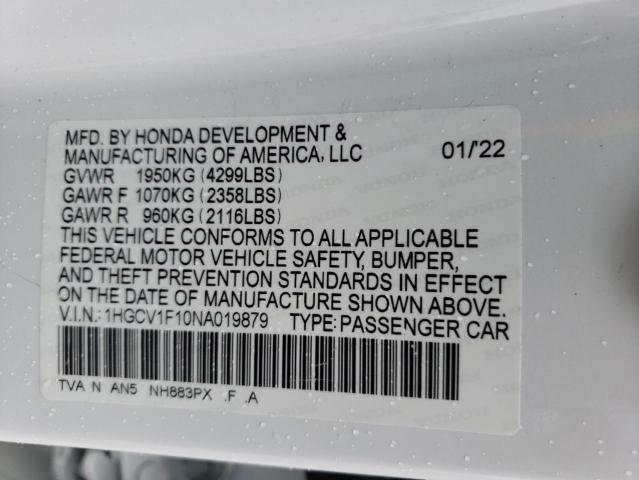 MFD. BY HONDA DEVELOPMENT &
MANUFACTURING OF AMERICA, LLC 01/'22
GVWR 1950KG (4299LBS)
GAWR F 1070KG (2358LBS)
GAWR R 960KG (2116LBS)
THIS VEHICLE CONFORMS TO ALL APPLICABLE
FEDERAL MOTOR VEHICLE SAFETY, BUMPER,
AND THEFT PREVENTION STANDARDS IN EFFECT
ON THE DATE OF MANUFACTURE SHOWN ABOVE.
V.I.N.: 1HGCV1F10NA019879 TYPE: PASSENGER CAR
TVA N AN5 NH883PX .F .A